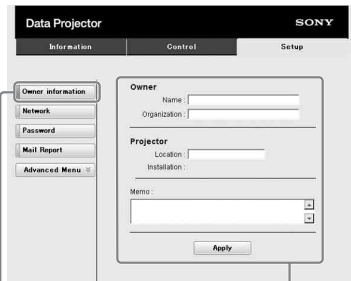 Data Projector SONY
Information Control Setup
Owner information
Network
Password
Mail Report
Advanced Menu
Owner
Name :
Organization :
Projector
Location :
Installation :
Memo :
Apply